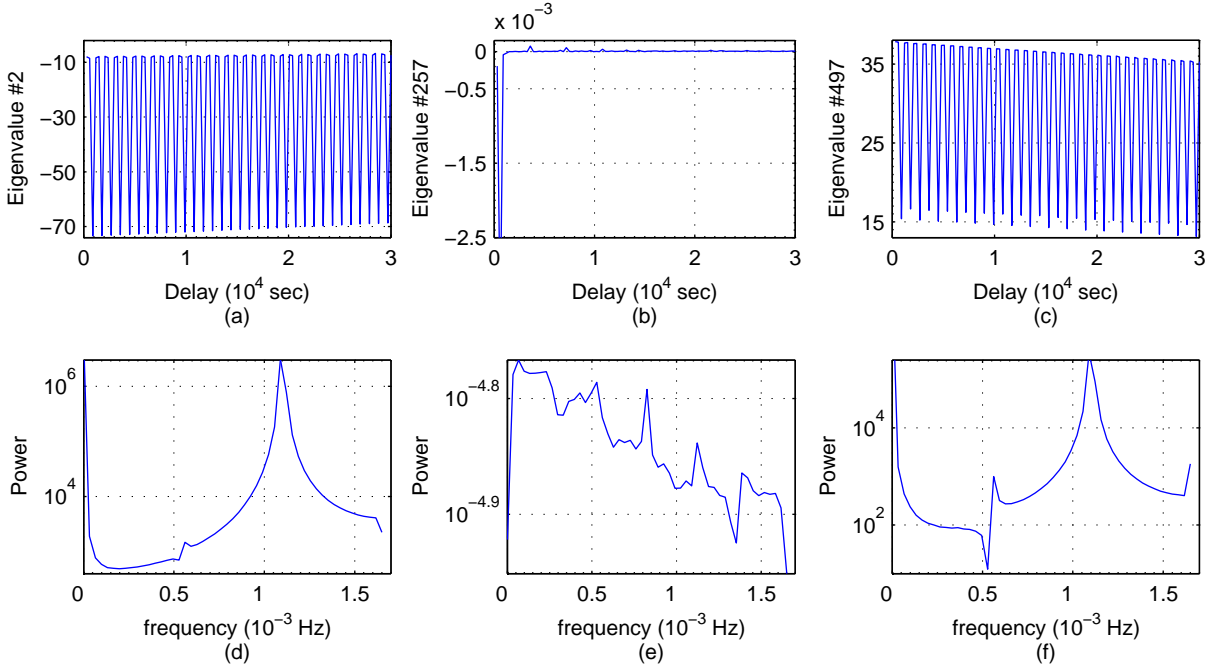 x 10⁻³
Eigenvalue #2
−10
−30
−50
−70
0
1
2
3
Delay (10⁴ sec)
(a)
Eigenvalue #257
0
−0.5
−1.5
−2.5
0
1
2
3
Delay (10⁴ sec)
(b)
Eigenvalue #497
35
25
15
0
1
2
3
Delay (10⁴ sec)
(c)
Power
10⁶
10⁴
0
0.5
1
1.5
frequency (10⁻³ Hz)
(d)
Power
10⁻⁴·⁸
10⁻⁴·⁹
0
0.5
1
1.5
frequency (10⁻³ Hz)
(e)
Power
10⁴
10²
0
0.5
1
1.5
frequency (10⁻³ Hz)
(f)